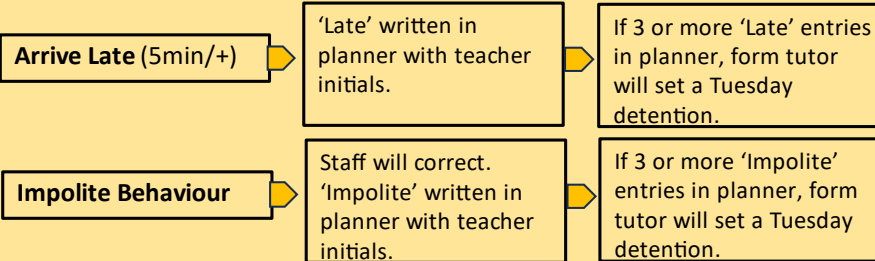 Arrive Late (5min/+)
‘Late’ written in
planner with teacher
initials.
If 3 or more ‘Late’ entries
in planner, form tutor
will set a Tuesday
detention.
Impolite Behaviour
Staff will correct.
‘Impolite’ written in
planner with teacher
initials.
If 3 or more ‘Impolite’
entries in planner, form
tutor will set a Tuesday
detention.